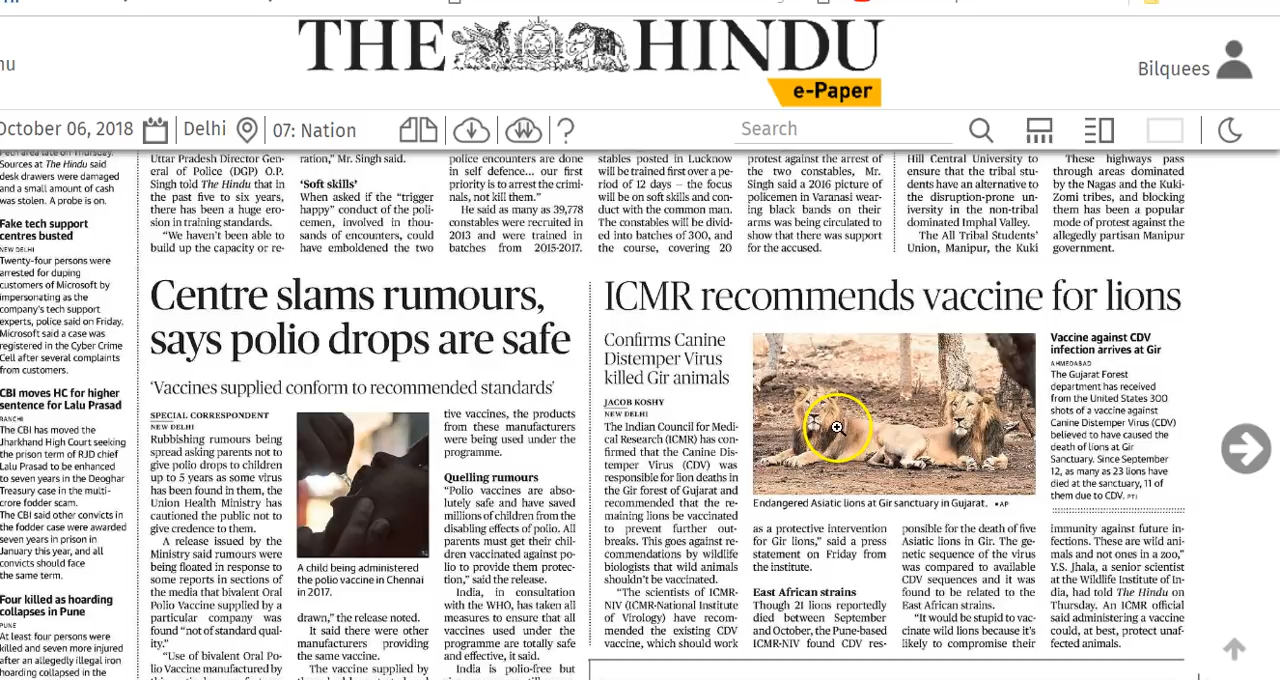 THE HINDU
e-Paper
nu
Bilquees
October 06, 2018
Delhi
07: Nation
Search
Sources at The Hindu said
desk drawers were damaged
and a small amount of cash
was stolen. A probe is on.
Fake tech support
centres busted
NEW DELHI
Twenty-four persons were
arrested for duping
customers of Microsoft by
impersonating as the
company's tech support
experts, police said on Friday.
Microsoft said a case was
registered in the Cyber Crime
Cell after several complaints
from customers.
CBI moves HC for higher
sentence for Lalu Prasad
RANCHI
The CBI has moved the
Jharkhand High Court seeking
the prison term of RJD chief
Lalu Prasad to be enhanced
to seven years in the Deoghar
Treasury case in the multi-
crore fodder scam.
The CBI said other convicts in
the fodder case were awarded
seven years in prison in
January this year, and all
convicts should face
the same term.
Four killed as hoarding
collapses in Pune
PUNE
At least four persons were
killed and seven more injured
after an allegedly illegal iron
hoarding collapsed in the
Uttar Pradesh Director Gen-
eral of Police (DGP) O.P.
Singh told The Hindu that in
the past five to six years,
there has been a huge ero-
sion in training standards.
"We haven't been able to
build up the capacity or re-
ration," Mr. Singh said.
'Soft skills'
When asked if the "trigger
happy" conduct of the poli-
cemen, involved in thou-
sands of encounters, could
have emboldened the two
police encounters are done
in self defence... our first
priority is to arrest the crimi-
nals, not kill them."
He said as many as 39,778
constables were recruited in
2013 and were trained in
batches from 2015-2017.
stables posted in Lucknow
will be trained first over a pe-
riod of 12 days – the focus
will be on soft skills and con-
duct with the common man.
The constables will be divid-
ed into batches of 300, and
the course, covering 20
protest against the arrest of
the two constables, Mr.
Singh said a 2016 picture of
policemen in Varanasi wear-
ing black bands on their
arms was being circulated to
show that there was support
for the accused.
Hill Central University to
ensure that the tribal stu-
dents have an alternative to
the disruption-prone un-
iversity in the non-tribal
dominated Imphal Valley.
The All Tribal Students'
Union, Manipur, the Kuki
These highways pass
through areas dominated
by the Nagas and the Kuki-
Zomi tribes, and blocking
them has been a popular
mode of protest against the
allegedly partisan Manipur
government.
Centre slams rumours,
says polio drops are safe
'Vaccines supplied conform to recommended standards'
SPECIAL CORRESPONDENT
NEW DELHI
Rubbishing rumours being
spread asking parents not to
give polio drops to children
up to 5 years as some virus
has been found in them, the
Union Health Ministry has
cautioned the public not to
give credence to them.
A release issued by the
Ministry said rumours were
being floated in response to
some reports in sections of
the media that bivalent Oral
Polio Vaccine supplied by a
particular company was
found "not of standard qual-
ity."
"Use of bivalent Oral Po-
lio Vaccine manufactured by
A child being administered
the polio vaccine in Chennai
in 2017.
drawn," the release noted.
It said there were other
manufacturers providing
the same vaccine.
The vaccine supplied by
tive vaccines, the products
from these manufacturers
were being used under the
programme.
Quelling rumours
"Polio vaccines are abso-
lutely safe and have saved
millions of children from the
disabling effects of polio. All
parents must get their chil-
dren vaccinated against po-
lio to provide them protec-
tion," said the release.
India, in consultation
with the WHO, has taken all
measures to ensure that all
vaccines used under the
programme are totally safe
and effective, it said.
India is polio-free but
ICMR recommends vaccine for lions
Confirms Canine
Distemper Virus
killed Gir animals
JACOB KOSHY
NEW DELHI
The Indian Council for Medi-
cal Research (ICMR) has con-
firmed that the Canine Dis-
temper Virus (CDV) was
responsible for lion deaths in
the Gir forest of Gujarat and
recommended that the re-
maining lions be vaccinated
to prevent further out-
breaks. This goes against re-
commendations by wildlife
biologists that wild animals
shouldn't be vaccinated.
"The scientists of ICMR-
NIV (ICMR-National Institute
of Virology) have recom-
mended the existing CDV
vaccine, which should work
Endangered Asiatic lions at Gir sanctuary in Gujarat. AP
as a protective intervention
for Gir lions," said a press
statement on Friday from
the institute.
East African strains
Though 21 lions reportedly
died between September
and October, the Pune-based
ICMR-NIV found CDV res-
ponsible for the death of five
Asiatic lions in Gir. The ge-
netic sequence of the virus
was compared to available
CDV sequences and it was
found to be related to the
East African strains.
"It would be stupid to vac-
cinate wild lions because it's
likely to compromise their
Vaccine against CDV
infection arrives at Gir
AHMEDABAD
The Gujarat Forest
department has received
from the United States 300
shots of a vaccine against
Canine Distemper Virus (CDV)
believed to have caused the
death of lions at Gir
Sanctuary. Since September
12, as many as 23 lions have
died at the sanctuary, 11 of
them due to CDV. PTI
immunity against future in-
fections. These are wild ani-
mals and not ones in a zoo,"
Y.S. Jhala, a senior scientist
at the Wildlife Institute of In-
dia, had told The Hindu on
Thursday. An ICMR official
said administering a vaccine
could, at best, protect unaf-
fected animals.